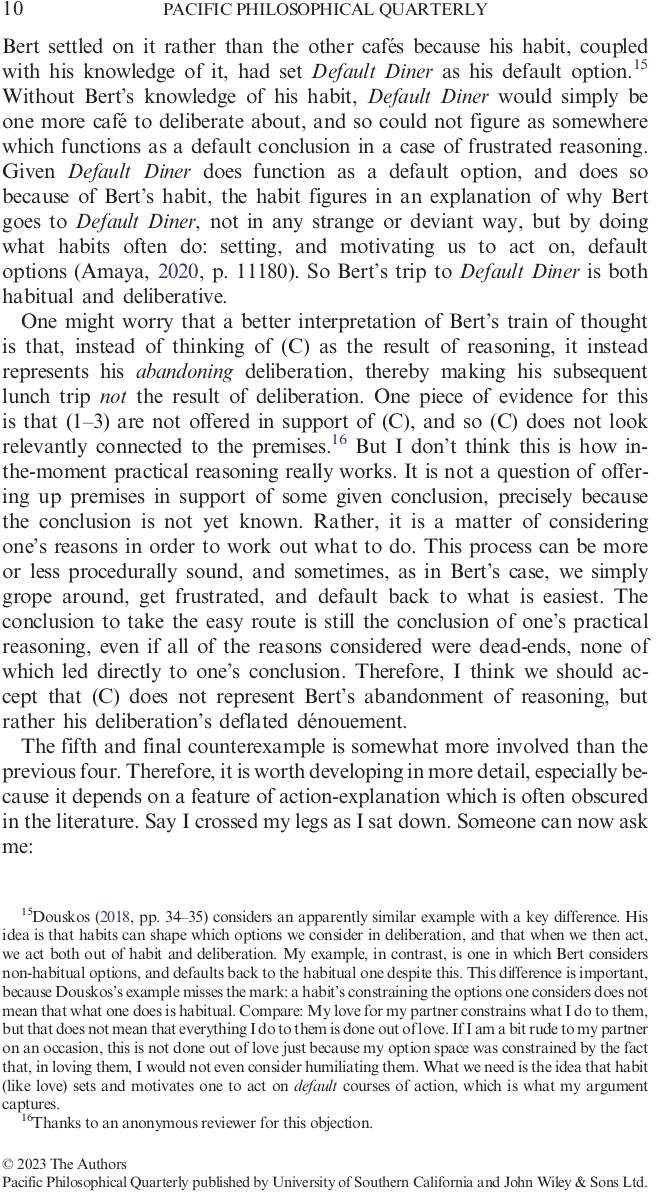 10 PACIFIC PHILOSOPHICAL QUARTERLY
Bert settled on it rather than the other cafés because his habit, coupled
with his knowledge of it, had set Default Diner as his default option.15
Without Bert's knowledge of his habit, Default Diner would simply be
one more café to deliberate about, and so could not figure as somewhere
which functions as a default conclusion in a case of frustrated reasoning.
Given Default Diner does function as a default option, and does so
because of Bert's habit, the habit figures in an explanation of why Bert
goes to Default Diner, not in any strange or deviant way, but by doing
what habits often do: setting, and motivating us to act on, default
options (Amaya, 2020, p. 11180). So Bert's trip to Default Diner is both
habitual and deliberative.
One might worry that a better interpretation of Bert's train of thought
is that, instead of thinking of (C) as the result of reasoning, it instead
represents his abandoning deliberation, thereby making his subsequent
lunch trip not the result of deliberation. One piece of evidence for this
is that (1–3) are not offered in support of (C), and so (C) does not look
relevantly connected to the premises.16 But I don't think this is how in-
the-moment practical reasoning really works. It is not a question of offer-
ing up premises in support of some given conclusion, precisely because
the conclusion is not yet known. Rather, it is a matter of considering
one's reasons in order to work out what to do. This process can be more
or less procedurally sound, and sometimes, as in Bert's case, we simply
grope around, get frustrated, and default back to what is easiest. The
conclusion to take the easy route is still the conclusion of one's practical
reasoning, even if all of the reasons considered were dead-ends, none of
which led directly to one's conclusion. Therefore, I think we should ac-
cept that (C) does not represent Bert's abandonment of reasoning, but
rather his deliberation's deflated dénouement.
The fifth and final counterexample is somewhat more involved than the
previous four. Therefore, it is worth developing in more detail, especially be-
cause it depends on a feature of action-explanation which is often obscured
in the literature. Say I crossed my legs as I sat down. Someone can now ask
me:
15Douskos (2018, pp. 34–35) considers an apparently similar example with a key difference. His
idea is that habits can shape which options we consider in deliberation, and that when we then act,
we act both out of habit and deliberation. My example, in contrast, is one in which Bert considers
non-habitual options, and defaults back to the habitual one despite this. This difference is important,
because Douskos's example misses the mark: a habit's constraining the options one considers does not
mean that what one does is habitual. Compare: My love for my partner constrains what I do to them,
but that does not mean that everything I do to them is done out of love. If I am a bit rude to my partner
on an occasion, this is not done out of love just because my option space was constrained by the fact
that, in loving them, I would not even consider humiliating them. What we need is the idea that habit
(like love) sets and motivates one to act on default courses of action, which is what my argument
captures.
16Thanks to an anonymous reviewer for this objection.
© 2023 The Authors
Pacific Philosophical Quarterly published by University of Southern California and John Wiley & Sons Ltd.